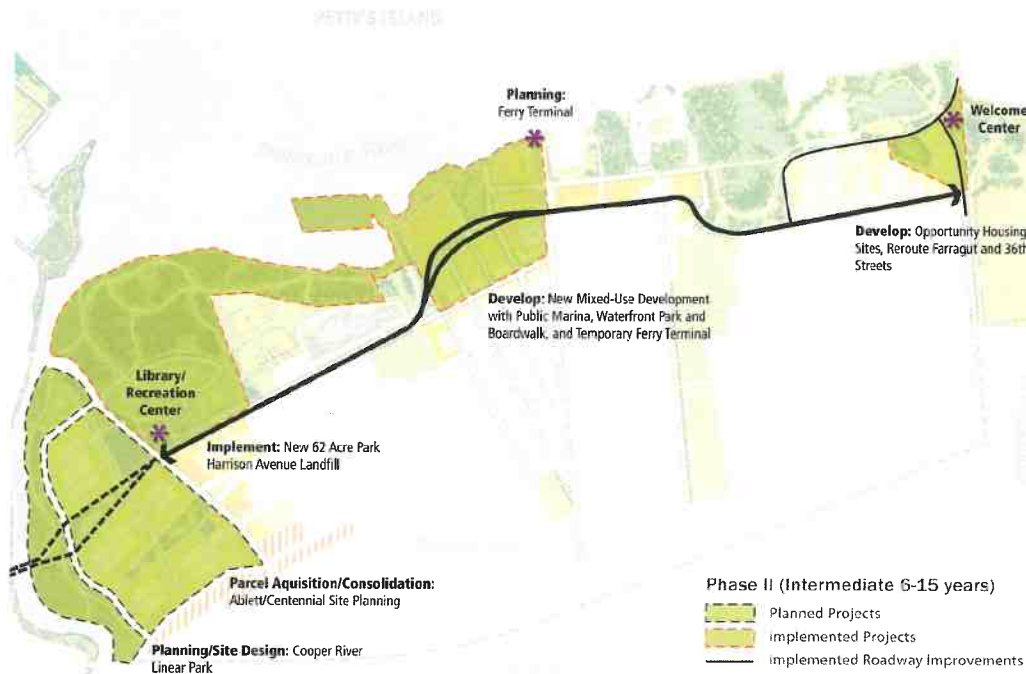 PETTY'S ISLAND
Planning:
Ferry Terminal
Welcome
Center
Develop: Opportunity Housing
Sites, Reroute Farragut and 36th
Streets
Develop: New Mixed-Use Development
with Public Marina, Waterfront Park and
Boardwalk, and Temporary Ferry Terminal
Library/
Recreation
Center
Implement: New 62 Acre Park
Harrison Avenue Landfill
Parcel Aquisition/Consolidation:
Ablett/Centennial Site Planning
Planning/Site Design: Cooper River
Linear Park
Phase II (Intermediate 6-15 years)
Planned Projects
Implemented Projects
Implemented Roadway Improvements